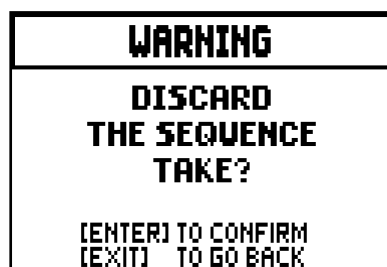 WARNING
DISCARD
THE SEQUENCE
TAKE?
[ENTER] TO CONFIRM
[EXIT] TO GO BACK